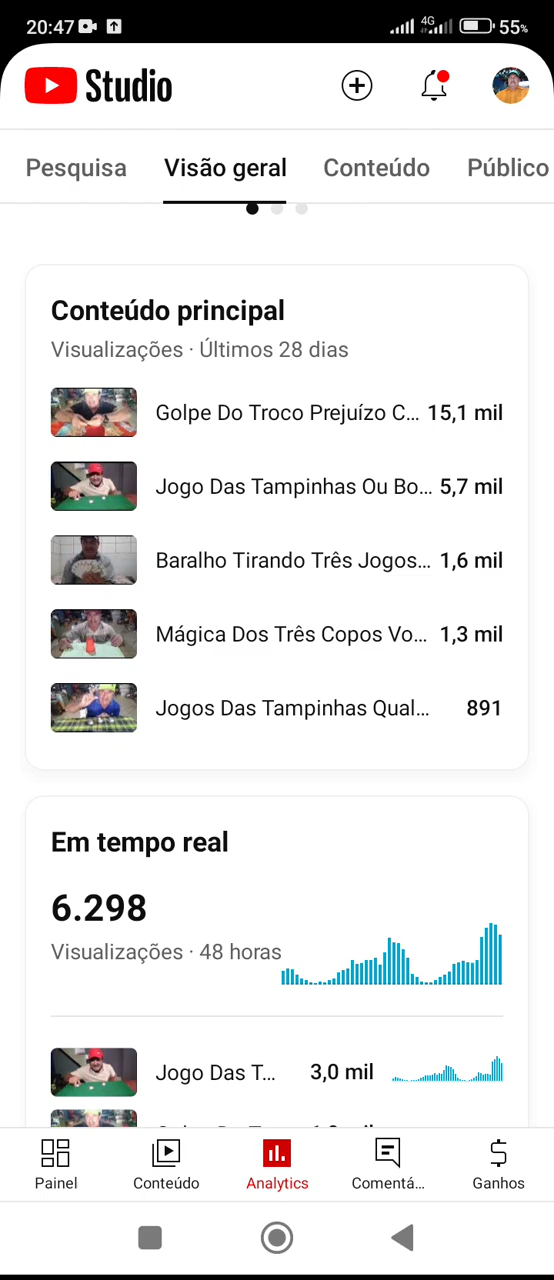 20:47 4G 55%
Studio
Pesquisa Visão geral Conteúdo Público
Conteúdo principal
Visualizações · Últimos 28 dias
Golpe Do Troco Prejuízo C... 15,1 mil
Jogo Das Tampinhas Ou Bo... 5,7 mil
Baralho Tirando Três Jogos... 1,6 mil
Mágica Dos Três Copos Vo... 1,3 mil
Jogos Das Tampinhas Qual... 891
Em tempo real
6.298
Visualizações · 48 horas
Jogo Das T... 3,0 mil
Painel Conteúdo Analytics Comentá... Ganhos